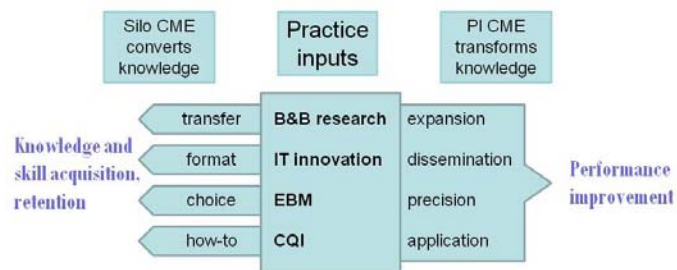 Silo CME
converts
knowledge
Practice
inputs
PI CME
transforms
knowledge
Knowledge and
skill acquisition,
retention
transfer
format
choice
how-to
B&B research
IT innovation
EBM
CQI
expansion
dissemination
precision
application
Performance
improvement